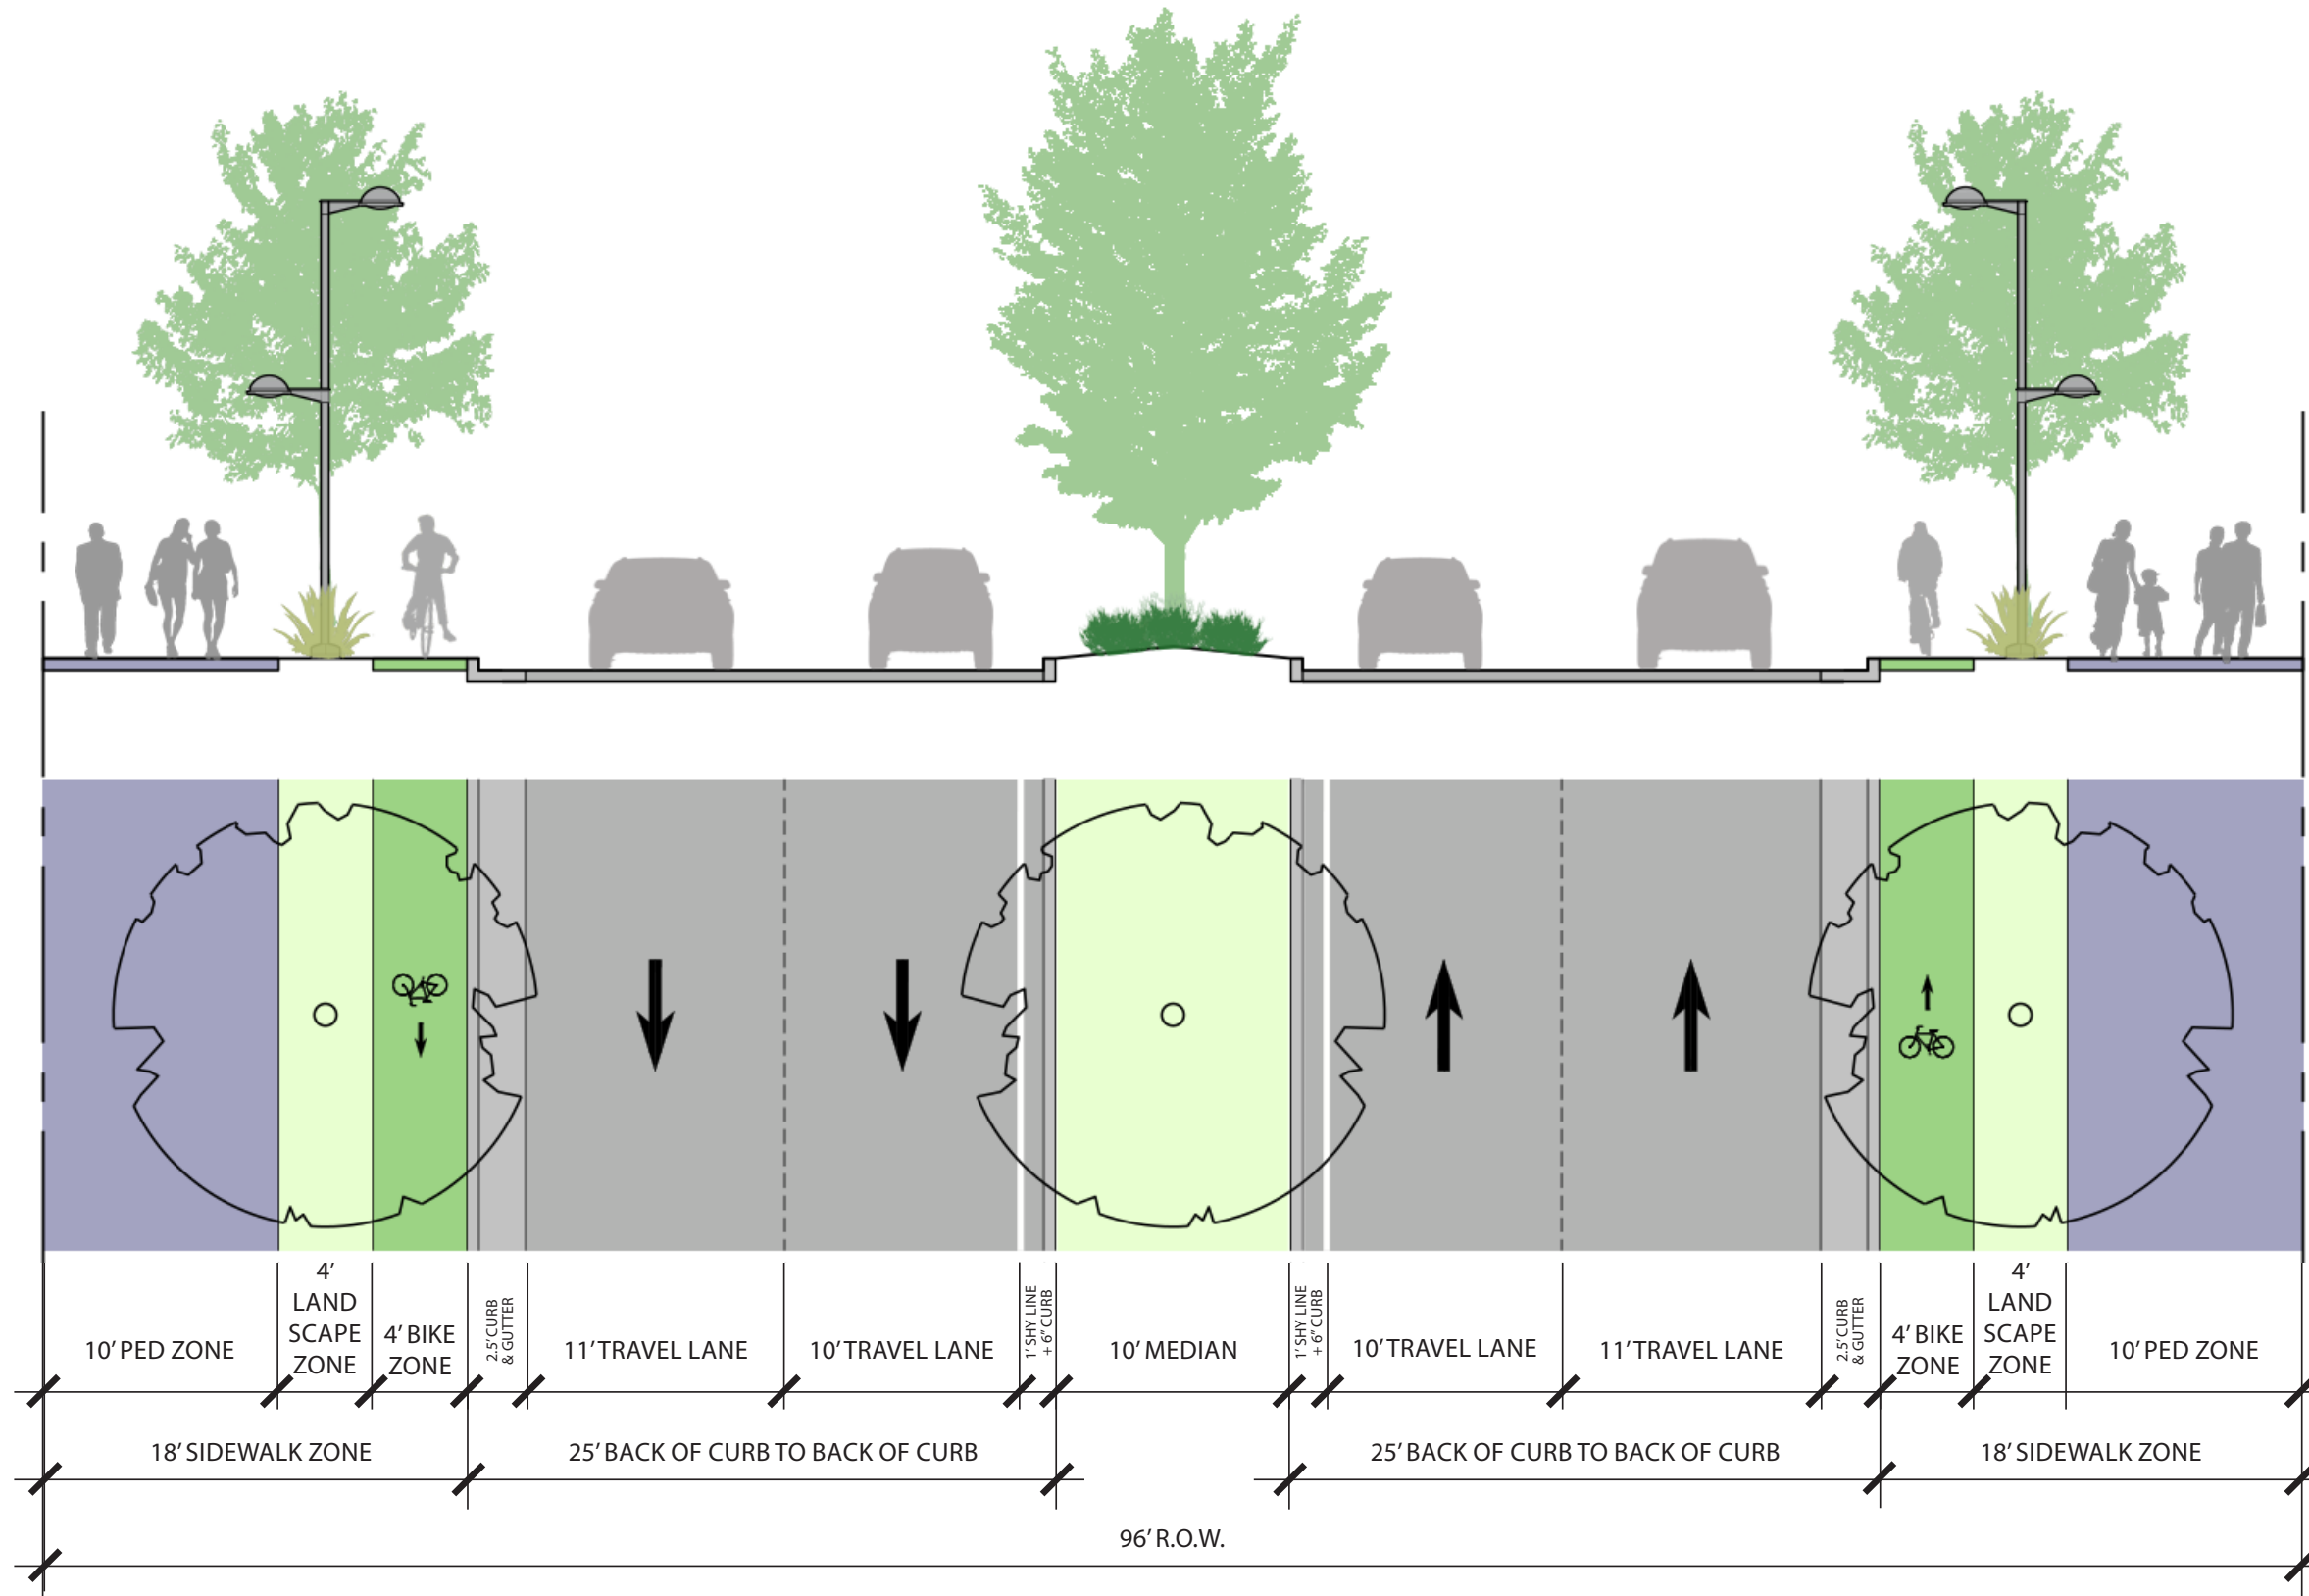 10' PED ZONE
4'
LAND
SCAPE
ZONE
4' BIKE
ZONE
2.5' CURB
& GUTTER
11' TRAVEL LANE
10' TRAVEL LANE
1' SHY LINE
+ 6" CURB
10' MEDIAN
1' SHY LINE
+ 6" CURB
10' TRAVEL LANE
11' TRAVEL LANE
2.5' CURB
& GUTTER
4' BIKE
ZONE
4'
LAND
SCAPE
ZONE
10' PED ZONE
18' SIDEWALK ZONE
25' BACK OF CURB TO BACK OF CURB
25' BACK OF CURB TO BACK OF CURB
18' SIDEWALK ZONE
96' R.O.W.